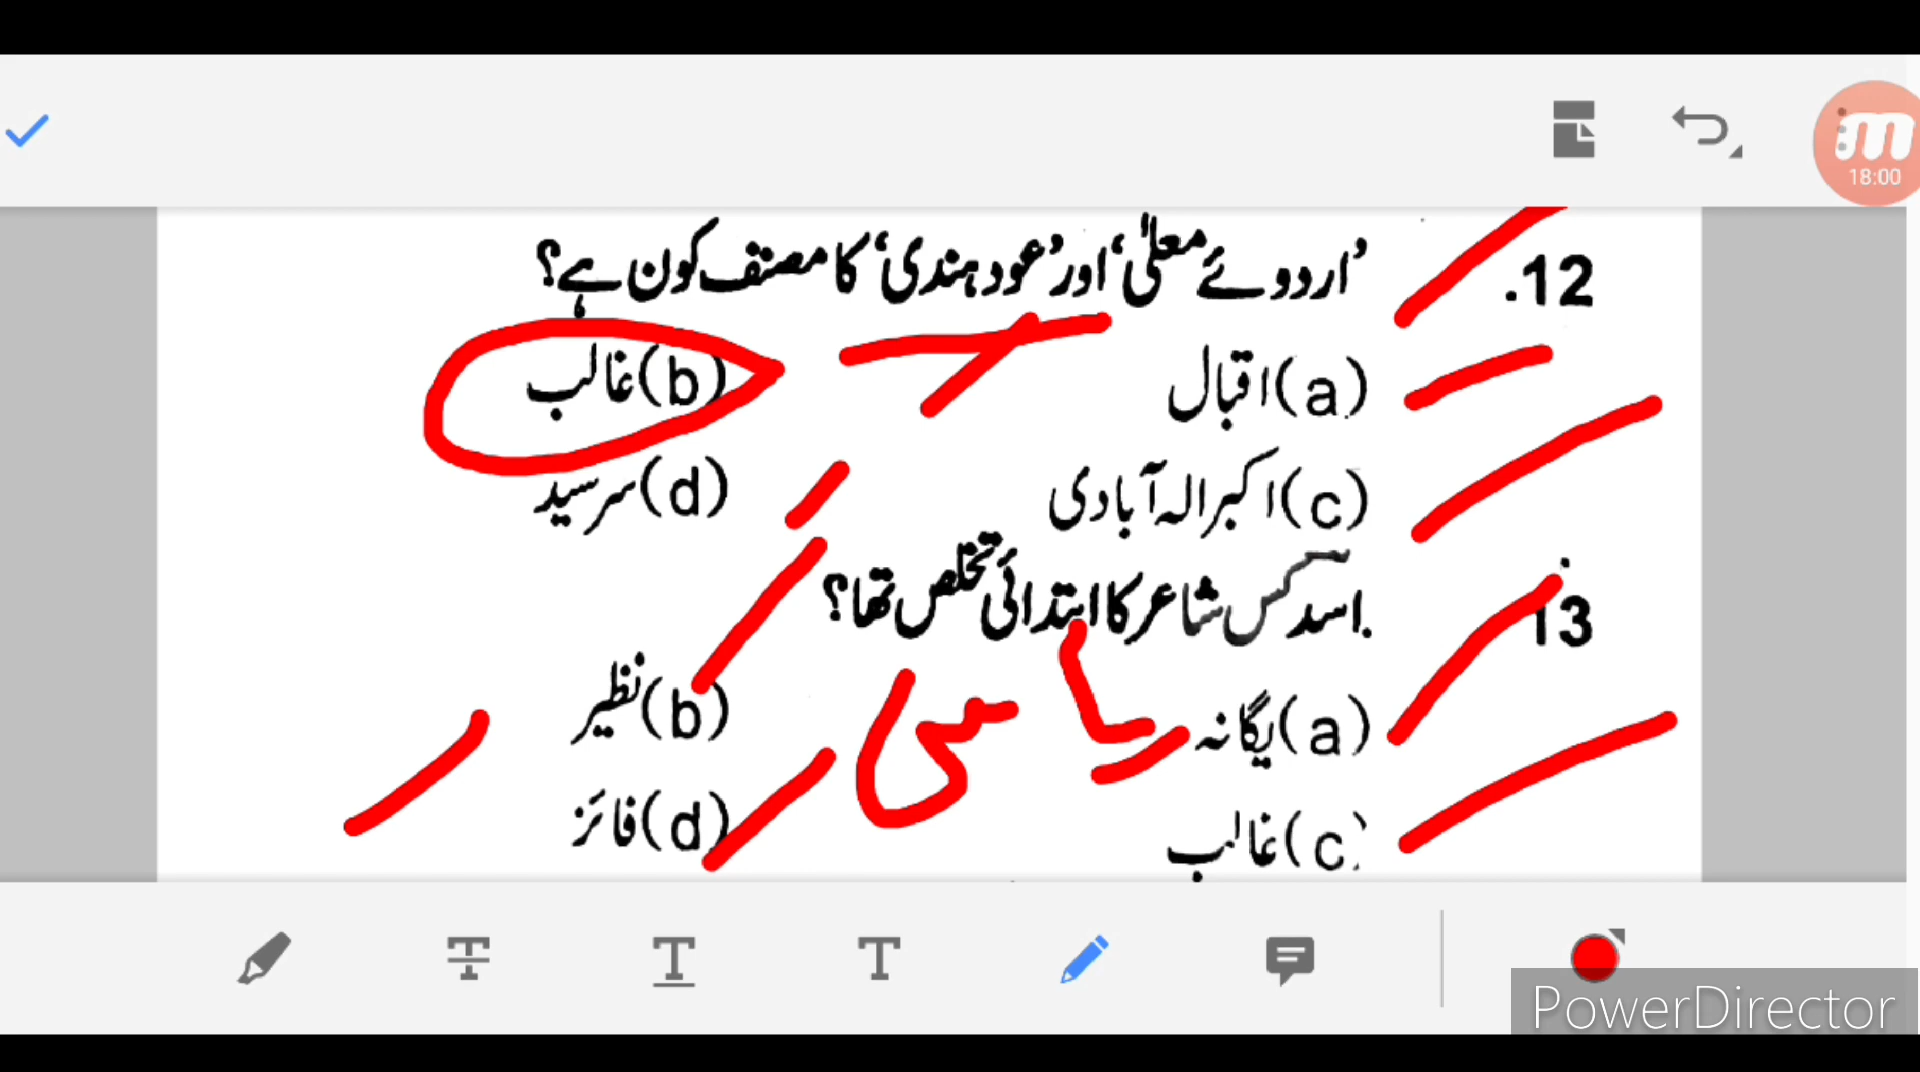 18:00
12. 'اردوئے معلیٰ' اور 'عود ہندی' کا مصنف کون ہے؟
(a) اقبال (b) غالب
(c) اکبر الہ آبادی (d) سرسید
13. اسد کس شاعر کا ابتدائی تخلص تھا؟
(a) یگانہ (b) نظیر
(c) غالب (d) فائز
T T T
PowerDirector